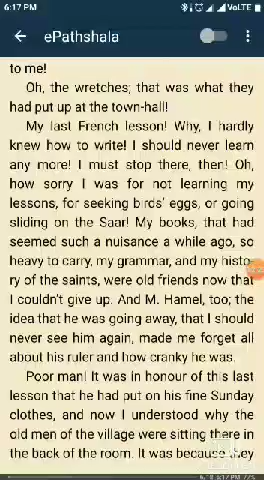 6:17 PM VoLTE
ePathshala
to me!
Oh, the wretches; that was what they
had put up at the town-hall!
My last French lesson! Why, I hardly
knew how to write! I should never learn
any more! I must stop there, then! Oh,
how sorry I was for not learning my
lessons, for seeking birds’ eggs, or going
sliding on the Saar! My books, that had
seemed such a nuisance a while ago, so
heavy to carry, my grammar, and my histo-
ry of the saints, were old friends now that
I couldn’t give up. And M. Hamel, too; the
idea that he was going away, that I should
never see him again, made me forget all
about his ruler and how cranky he was.
Poor man! It was in honour of this last
lesson that he had put on his fine Sunday
clothes, and now I understood why the
old men of the village were sitting there in
the back of the room. It was because they